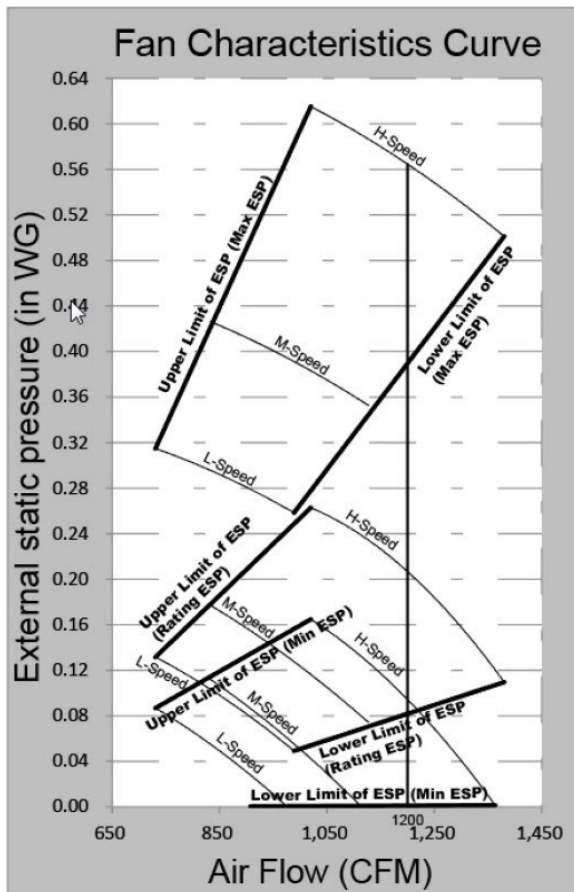 Fan Characteristics Curve
External static pressure (in WG)
0.64
0.60
0.56
0.52
0.48
0.44
0.40
0.36
0.32
0.28
0.24
0.20
0.16
0.12
0.08
0.04
0.00
H-Speed
Upper Limit of ESP (Max ESP)
M-Speed
Lower Limit of ESP
(Max ESP)
L-Speed
Upper Limit of ESP
(Rating ESP)
H-Speed
M-Speed
L-Speed
Upper Limit of ESP (Min ESP)
H-Speed
M-Speed
L-Speed
Lower Limit of ESP
(Rating ESP)
Lower Limit of ESP (Min ESP)
1200
650
850
1,050
1,250
1,450
Air Flow (CFM)